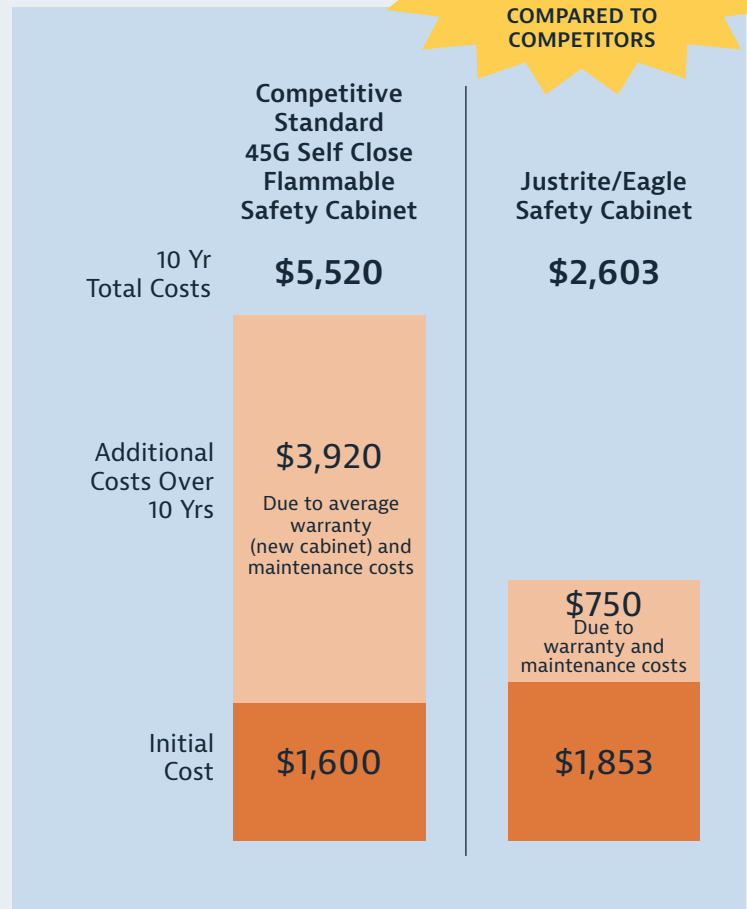 COMPARED TO
COMPETITORS
Competitive
Standard
45G Self Close
Flammable
Safety Cabinet
Justrite/Eagle
Safety Cabinet
10 Yr
Total Costs
$5,520
$2,603
Additional
Costs Over
10 Yrs
$3,920
Due to average
warranty
(new cabinet) and
maintenance costs
$750
Due to
warranty and
maintenance costs
Initial
Cost
$1,600
$1,853